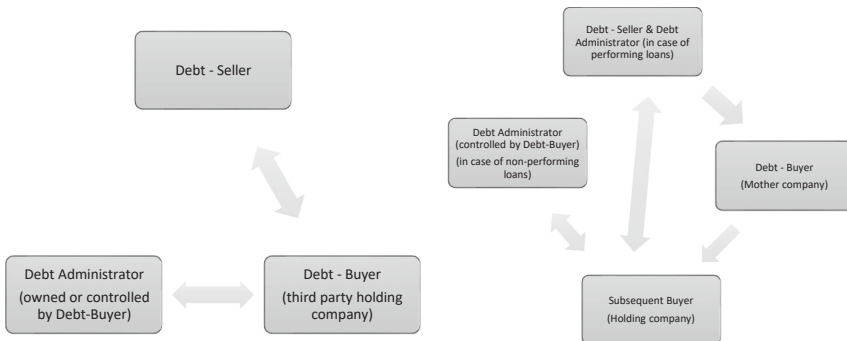 Debt - Seller
Debt Administrator
(owned or controlled
by Debt-Buyer)
Debt - Buyer
(third party holding
company)
Debt - Seller & Debt
Administrator (in case of
performing loans)
Debt Administrator
(controlled by Debt-Buyer)
(in case of non-performing
loans)
Debt - Buyer
(Mother company)
Subsequent Buyer
(Holding company)